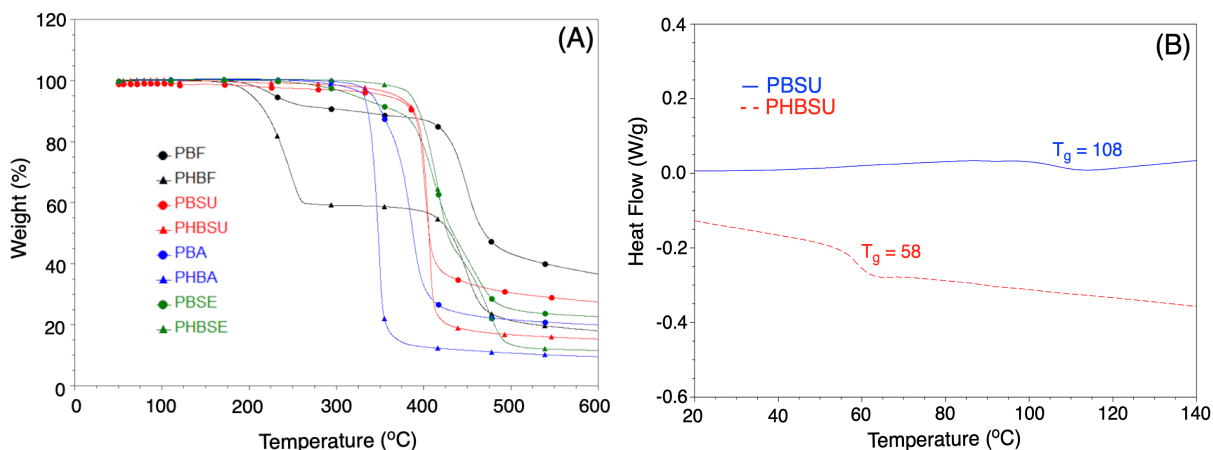 (A)
Weight (%)
120
100
80
60
40
20
0
PBF
PHBF
PBSU
PHBSU
PBA
PHBA
PBSE
PHBSE
0 100 200 300 400 500 600
Temperature (°C)
(B)
Heat Flow (W/g)
0.4
0.2
0.0
-0.2
-0.4
-0.6
PBSU
PHBSU
Tg = 108
Tg = 58
20 40 60 80 100 120 140
Temperature (°C)